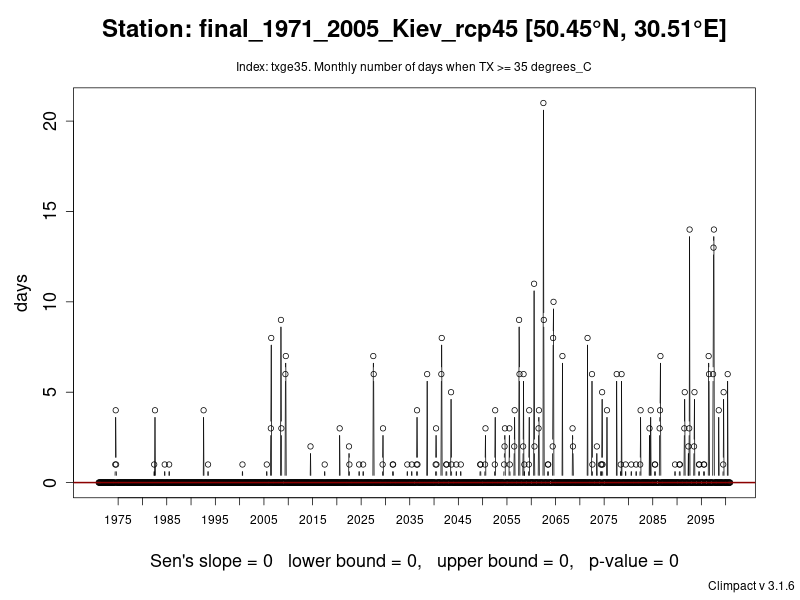 Station: final_1971_2005_Kiev_rcp45 [50.45°N, 30.51°E]
Index: txge35. Monthly number of days when TX >= 35 degrees_C
days
20
15
10
5
0
1975 1985 1995 2005 2015 2025 2035 2045 2055 2065 2075 2085 2095
Sen's slope = 0 lower bound = 0, upper bound = 0, p-value = 0
Climpact v 3.1.6